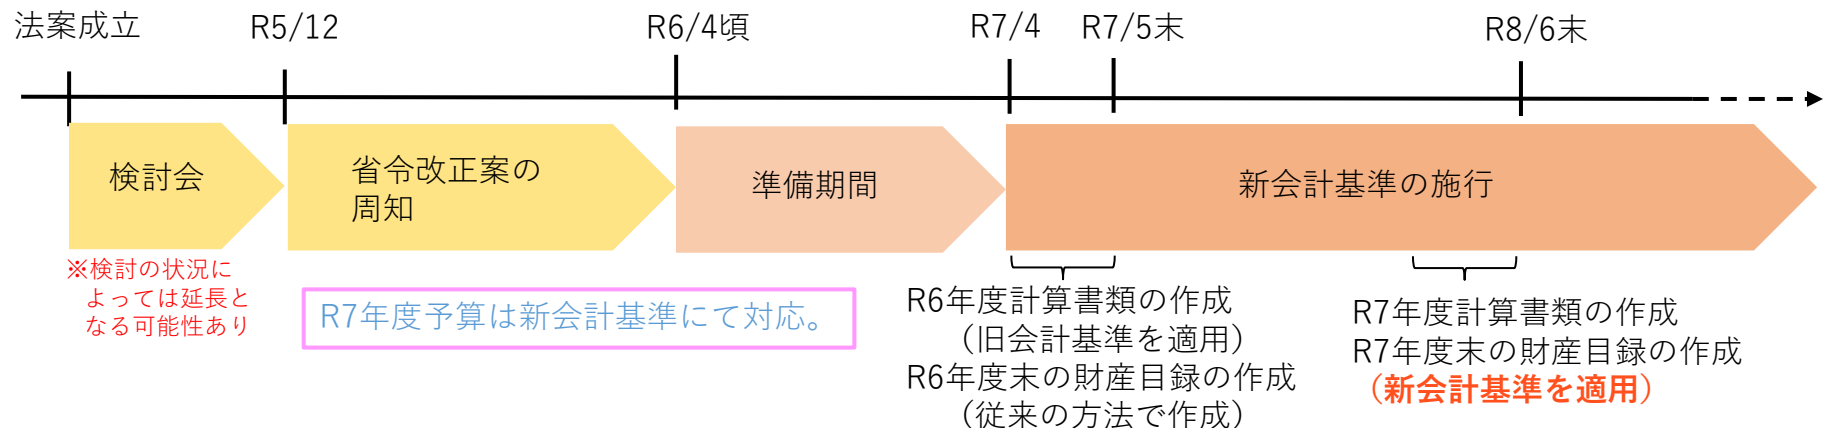 法案成立
R5/12
R6/4頃
R7/4
R7/5末
R8/6末
検討会
省令改正案の
周知
準備期間
新会計基準の施行
※検討の状況に
よっては延長と
なる可能性あり
R7年度予算は新会計基準にて対応。
R6年度計算書類の作成
（旧会計基準を適用）
R6年度末の財産目録の作成
（従来の方法で作成）
R7年度計算書類の作成
R7年度末の財産目録の作成
（新会計基準を適用）